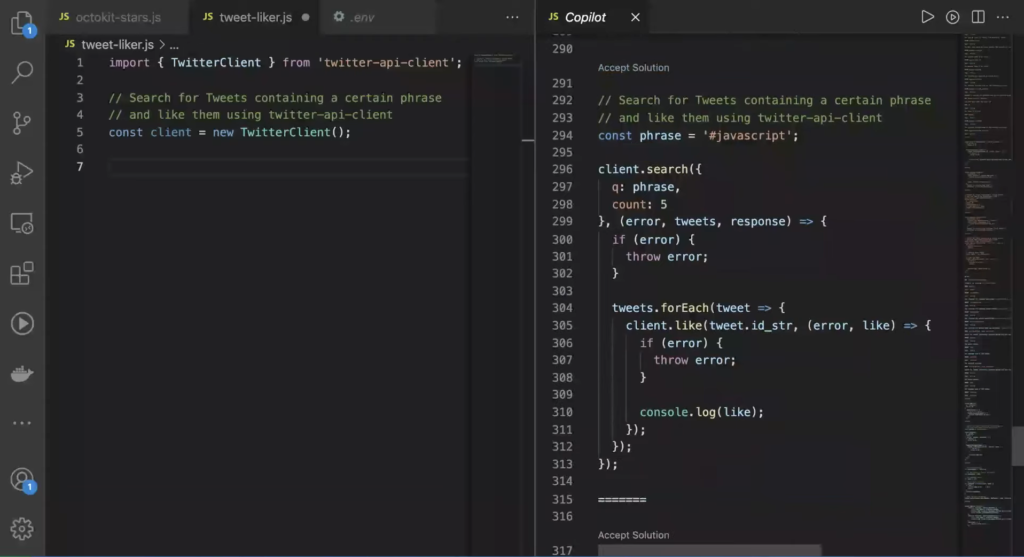 JS octokit-stars.js
JS tweet-liker.js
.env
...
JS tweet-liker.js > ...
1 import { TwitterClient } from 'twitter-api-client';
2
3 // Search for Tweets containing a certain phrase
4 // and like them using twitter-api-client
5 const client = new TwitterClient();
6
7
1
1
JS Copilot
...
290
Accept Solution
291
292 // Search for Tweets containing a certain phrase
293 // and like them using twitter-api-client
294 const phrase = '#javascript';
295
296 client.search({
297 q: phrase,
298 count: 5
299 }, (error, tweets, response) => {
300 if (error) {
301 throw error;
302 }
303
304 tweets.forEach(tweet => {
305 client.like(tweet.id_str, (error, like) => {
306 if (error) {
307 throw error;
308 }
309
310 console.log(like);
311 });
312 });
313 });
314
315 =======
316
Accept Solution
317